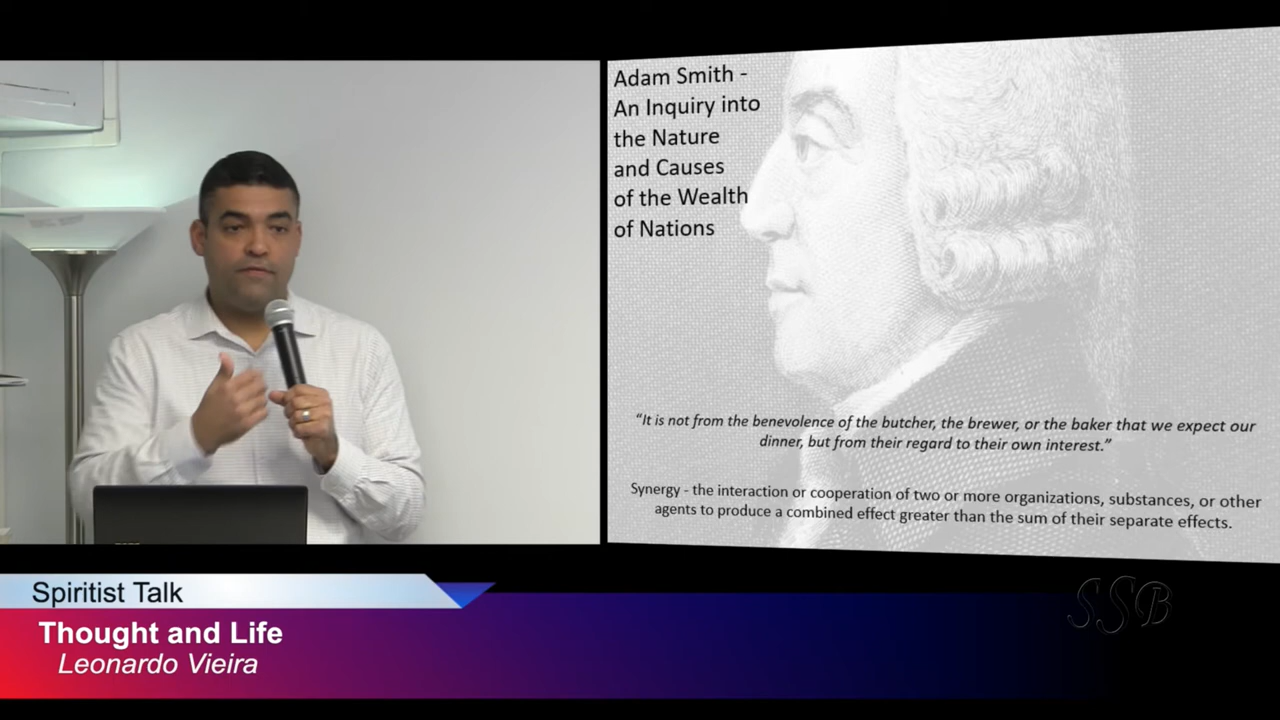 Adam Smith -
An Inquiry into
the Nature
and Causes
of the Wealth
of Nations
“It is not from the benevolence of the butcher, the brewer, or the baker that we expect our
dinner, but from their regard to their own interest.”
Synergy - the interaction or cooperation of two or more organizations, substances, or other
agents to produce a combined effect greater than the sum of their separate effects.
Spiritist Talk
Thought and Life
Leonardo Vieira
SSB